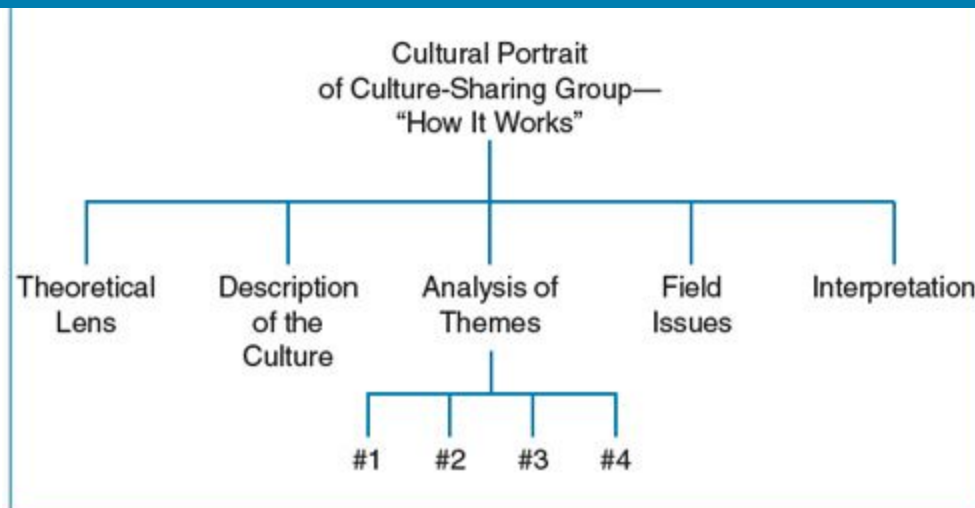 Cultural Portrait
of Culture-Sharing Group—
“How It Works”
Theoretical
Lens
Description
of the
Culture
Analysis of
Themes
Field
Issues
Interpretation
#1
#2
#3
#4